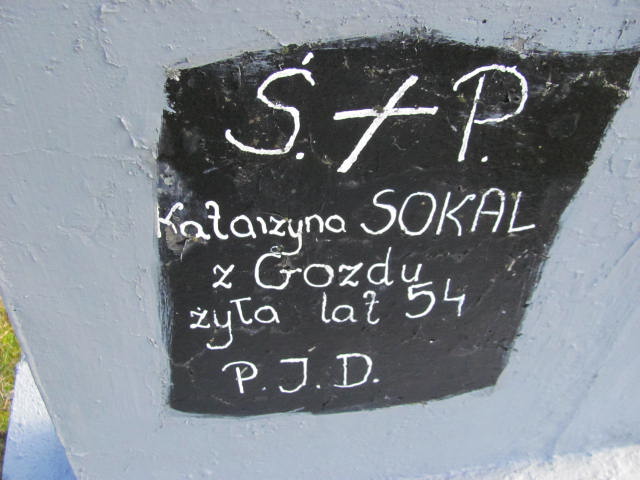 Ś. + P.
Katarzyna SOKAL
z Gozdu
żyła lat 54
P. J. D.